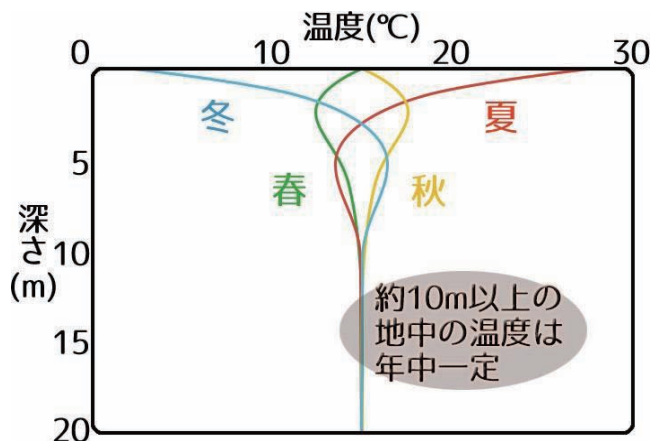 温度(℃)
0 10 20 30
冬
夏
5
春
秋
深さ(m)
10
約10m以上の
地中の温度は
年中一定
15
20